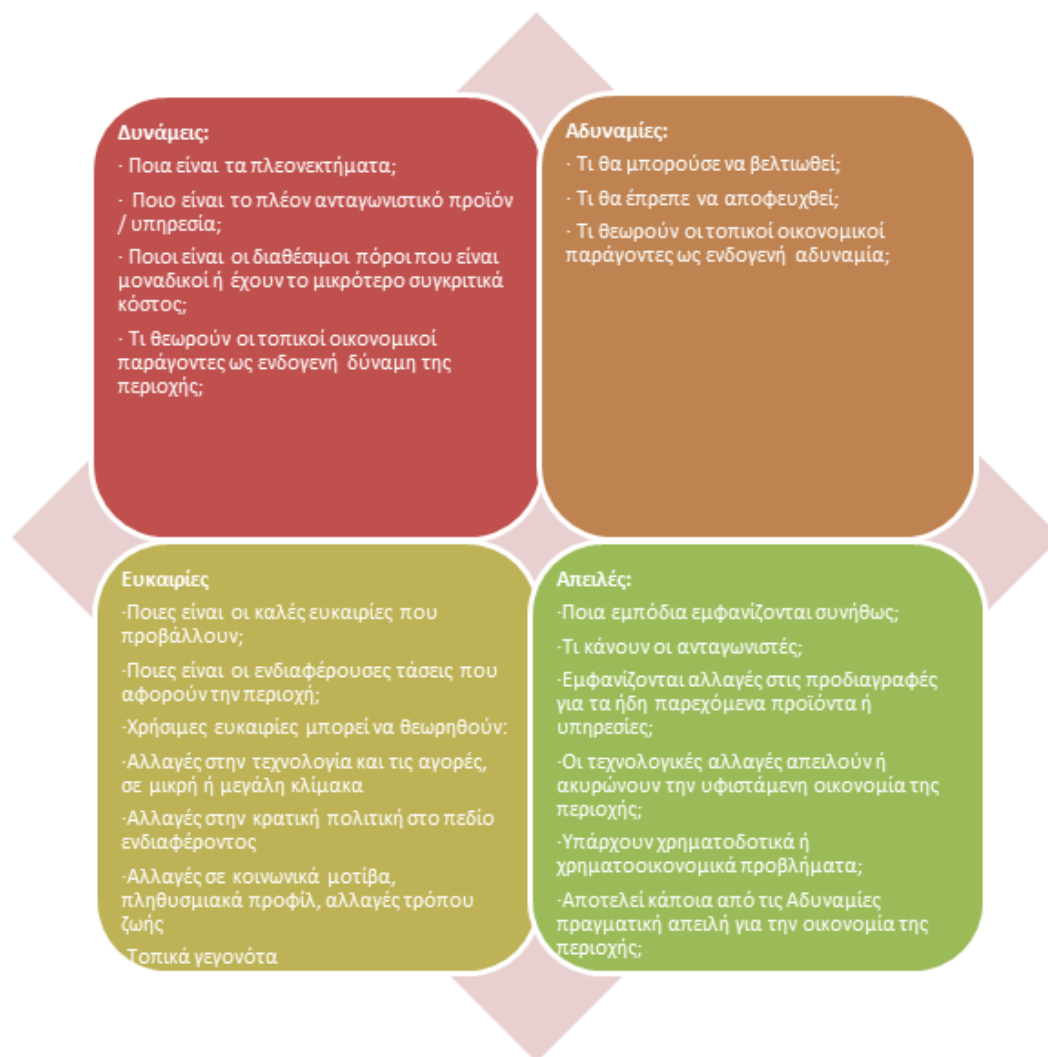 Δυνάμεις:
· Ποια είναι τα πλεονεκτήματα;
· Ποιο είναι το πλέον ανταγωνιστικό προϊόν
/ υπηρεσία;
· Ποιοι είναι οι διαθέσιμοι πόροι που είναι
μοναδικοί ή έχουν το μικρότερο συγκριτικά
κόστος;
· Τι θεωρούν οι τοπικοί οικονομικοί
παράγοντες ως ενδογενή δύναμη της
περιοχής;
Αδυναμίες:
· Τι θα μπορούσε να βελτιωθεί;
· Τι θα έπρεπε να αποφευχθεί;
· Τι θεωρούν οι τοπικοί οικονομικοί
παράγοντες ως ενδογενή αδυναμία;
Ευκαιρίες
·Ποιες είναι οι καλές ευκαιρίες που
προβάλλουν;
·Ποιες είναι οι ενδιαφέρουσες τάσεις που
αφορούν την περιοχή;
·Χρήσιμες ευκαιρίες μπορεί να θεωρηθούν:
·Αλλαγές στην τεχνολογία και τις αγορές,
σε μικρή ή μεγάλη κλίμακα
·Αλλαγές στην κρατική πολιτική στο πεδίο
ενδιαφέροντος
·Αλλαγές σε κοινωνικά μοτίβα,
πληθυσμιακά προφίλ, αλλαγές τρόπου
ζωής
·Τοπικά γεγονότα
Απειλές:
·Ποια εμπόδια εμφανίζονται συνήθως;
·Τι κάνουν οι ανταγωνιστές;
·Εμφανίζονται αλλαγές στις προδιαγραφές
για τα ήδη παρεχόμενα προϊόντα ή
υπηρεσίες;
·Οι τεχνολογικές αλλαγές απειλούν ή
ακυρώνουν την υφιστάμενη οικονομία της
περιοχής;
·Υπάρχουν χρηματοδοτικά ή
χρηματοοικονομικά προβλήματα;
·Αποτελεί κάποια από τις Αδυναμίες
πραγματική απειλή για την οικονομία της
περιοχής;